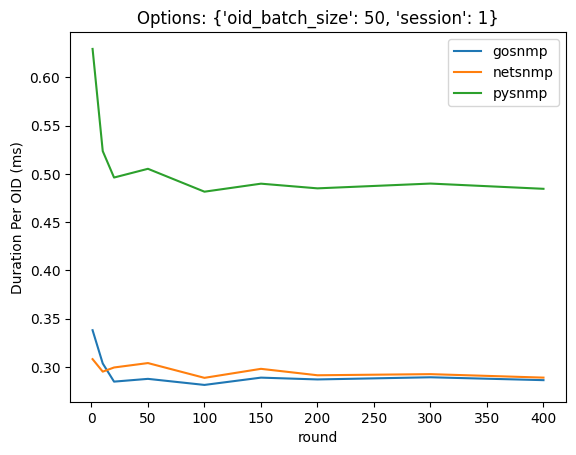 Options: {'oid_batch_size': 50, 'session': 1}
gosnmp
netsnmp
pysnmp
Duration Per OID (ms)
0.60
0.55
0.50
0.45
0.40
0.35
0.30
0 50 100 150 200 250 300 350 400
round